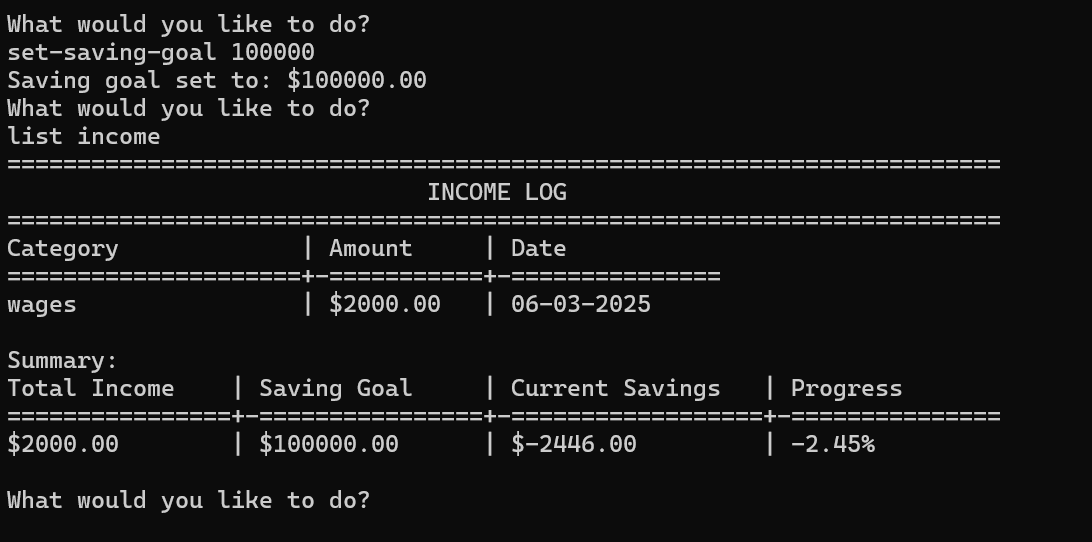 What would you like to do?
set-saving-goal 100000
Saving goal set to: $100000.00
What would you like to do?
list income
=======================================================================
                              INCOME LOG
=======================================================================
Category             | Amount     | Date
=====================+-===========+-===============
wages                | $2000.00   | 06-03-2025

Summary:
Total Income    | Saving Goal     | Current Savings   | Progress
================+-================+-==================+-===============
$2000.00        | $100000.00      | $-2446.00         | -2.45%

What would you like to do?